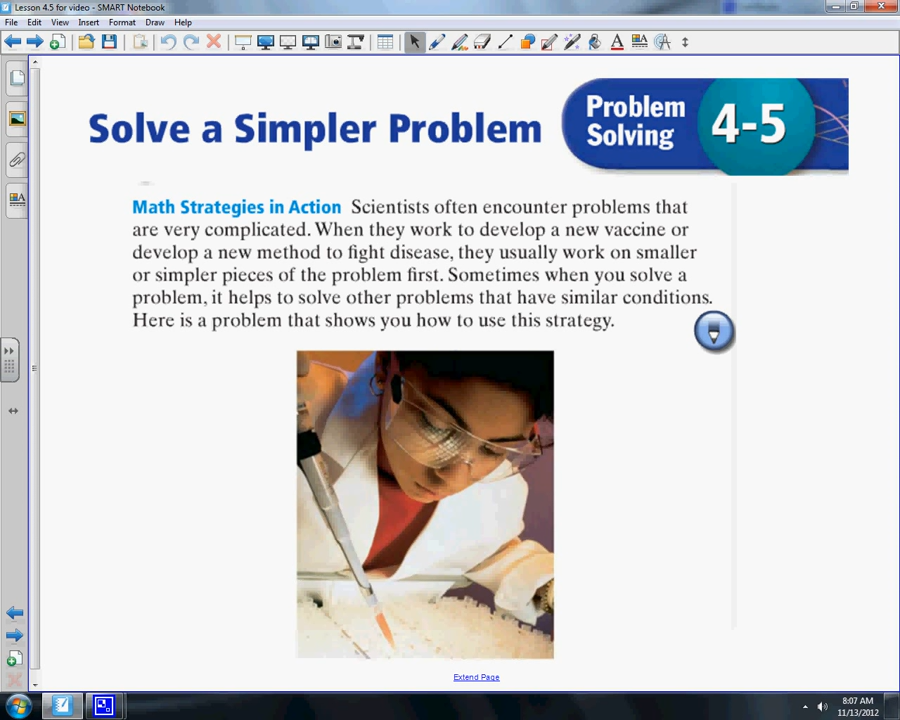 Lesson 4.5 for video - SMART Notebook
File Edit View Insert Format Draw Help
Solve a Simpler Problem
Problem
Solving
4-5
Math Strategies in Action Scientists often encounter problems that
are very complicated. When they work to develop a new vaccine or
develop a new method to fight disease, they usually work on smaller
or simpler pieces of the problem first. Sometimes when you solve a
problem, it helps to solve other problems that have similar conditions.
Here is a problem that shows you how to use this strategy.
Extend Page
8:07 AM
11/13/2012